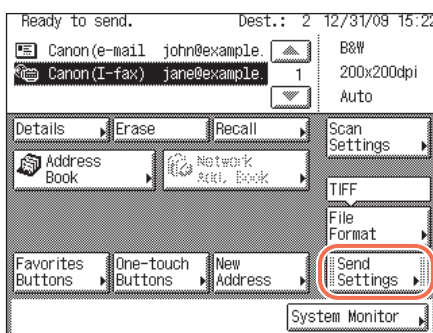 Ready to send. Dest.: 2 12/31/09 15:22
Canon(e-mail john@example. B&W
Canon(I-fax) jane@example. 1 200x200dpi
Auto
Details Erase Recall Scan
Settings
Address
Book
Network
Add. Book
TIFF
File
Format
Favorites
Buttons
One-touch
Buttons
New
Address
Send
Settings
System Monitor